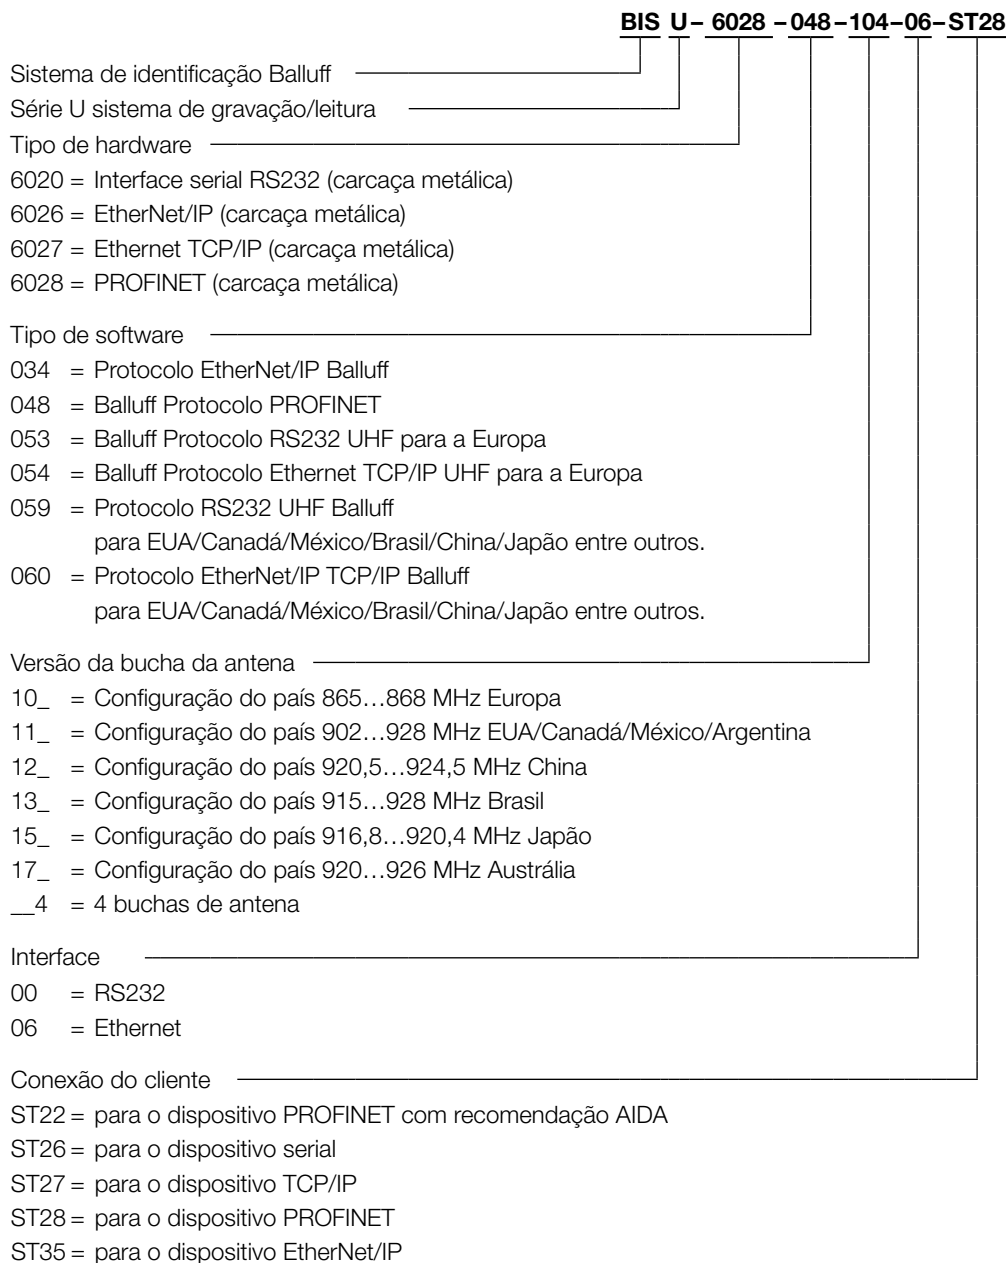 BIS U– 6028 –048–104–06–ST28
Sistema de identificação Balluff
Série U sistema de gravação/leitura
Tipo de hardware
6020 = Interface serial RS232 (carcaça metálica)
6026 = EtherNet/IP (carcaça metálica)
6027 = Ethernet TCP/IP (carcaça metálica)
6028 = PROFINET (carcaça metálica)
Tipo de software
034 = Protocolo EtherNet/IP Balluff
048 = Balluff Protocolo PROFINET
053 = Balluff Protocolo RS232 UHF para a Europa
054 = Balluff Protocolo Ethernet TCP/IP UHF para a Europa
059 = Protocolo RS232 UHF Balluff
para EUA/Canadá/México/Brasil/China/Japão entre outros.
060 = Protocolo EtherNet/IP TCP/IP Balluff
para EUA/Canadá/México/Brasil/China/Japão entre outros.
Versão da bucha da antena
10_ = Configuração do país 865…868 MHz Europa
11_ = Configuração do país 902…928 MHz EUA/Canadá/México/Argentina
12_ = Configuração do país 920,5…924,5 MHz China
13_ = Configuração do país 915…928 MHz Brasil
15_ = Configuração do país 916,8…920,4 MHz Japão
17_ = Configuração do país 920…926 MHz Austrália
__4 = 4 buchas de antena
Interface
00 = RS232
06 = Ethernet
Conexão do cliente
ST22 = para o dispositivo PROFINET com recomendação AIDA
ST26 = para o dispositivo serial
ST27 = para o dispositivo TCP/IP
ST28 = para o dispositivo PROFINET
ST35 = para o dispositivo EtherNet/IP